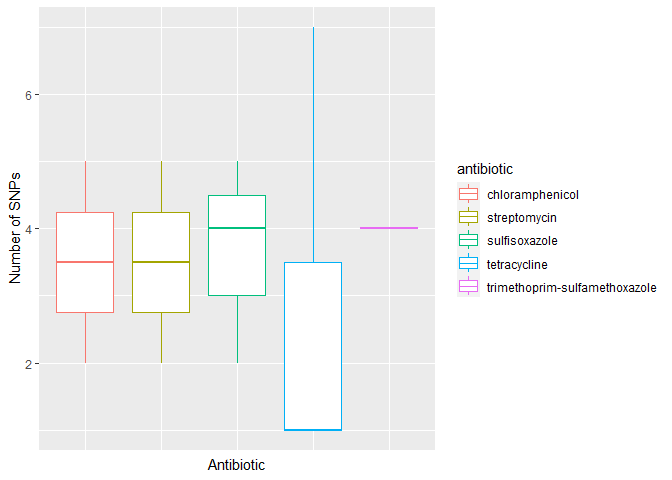 Number of SNPs
6
4
2
Antibiotic
antibiotic
chloramphenicol
streptomycin
sulfisoxazole
tetracycline
trimethoprim-sulfamethoxazole